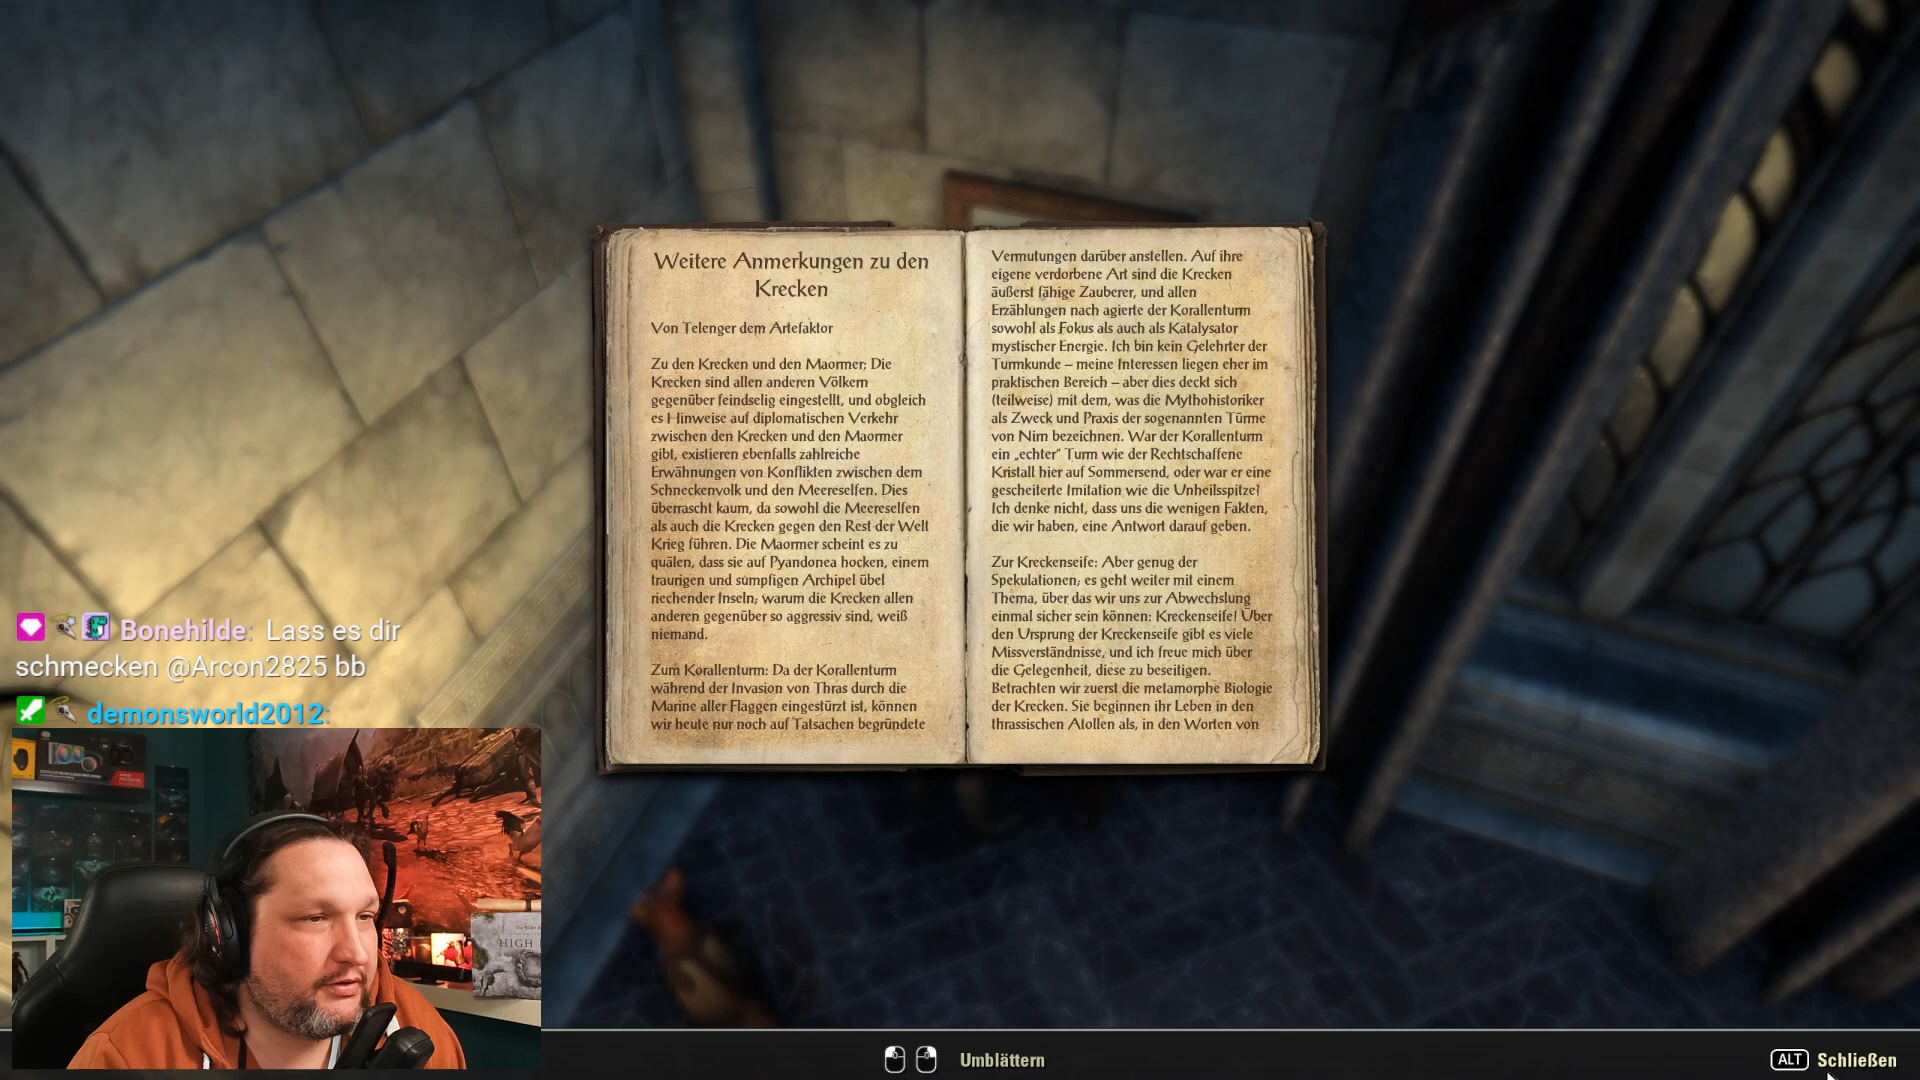 Weitere Anmerkungen zu den
Krecken
Von Telenger dem Artefaktor
Zu den Krecken und den Maormer: Die
Krecken sind allen anderen Völkern
gegenüber feindselig eingestellt, und obgleich
es Hinweise auf diplomatischen Verkehr
zwischen den Krecken und den Maormer
gibt, existieren ebenfalls zahlreiche
Erwähnungen von Konflikten zwischen dem
Schneckenvolk und den Meereselfen. Dies
überrascht kaum, da sowohl die Meereselfen
als auch die Krecken gegen den Rest der Welt
Krieg führen. Die Maormer scheint es zu
quälen, dass sie auf Pyandonea hocken, einem
traurigen und sumpfigen Archipel übel
riechender Inseln; warum die Krecken allen
anderen gegenüber so aggressiv sind, weiß
niemand.
Zum Korallenturm: Da der Korallenturm
während der Invasion von Thras durch die
Marine aller Flaggen eingestürzt ist, können
wir heute nur noch auf Tatsachen begründete
Vermutungen darüber anstellen. Auf ihre
eigene verdorbene Art sind die Krecken
äußerst fähige Zauberer, und allen
Erzählungen nach agierte der Korallenturm
sowohl als Fokus als auch als Katalysator
mystischer Energie. Ich bin kein Gelehrter der
Turmkunde – meine Interessen liegen eher im
praktischen Bereich – aber dies deckt sich
(teilweise) mit dem, was die Mythohistoriker
als Zweck und Praxis der sogenannten Türme
von Nirn bezeichnen. War der Korallenturm
ein „echter“ Turm wie der Rechtschaffene
Kristall hier auf Sommersend, oder war er eine
gescheiterte Imitation wie die Unheilsspitze?
Ich denke nicht, dass uns die wenigen Fakten,
die wir haben, eine Antwort darauf geben.
Zur Kreckenseife: Aber genug der
Spekulationen; es geht weiter mit einem
Thema, über das wir uns zur Abwechslung
einmal sicher sein können: Kreckenseife! Über
den Ursprung der Kreckenseife gibt es viele
Missverständnisse, und ich freue mich über
die Gelegenheit, diese zu beseitigen.
Betrachten wir zuerst die metamorphe Biologie
der Krecken. Sie beginnen ihr Leben in den
thrassischen Atollen als, in den Worten von
Bonehilde: Lass es dir
schmecken @Arcon2825 bb
demonsworld2012:
HIGH
Umblättern
ALT Schließen